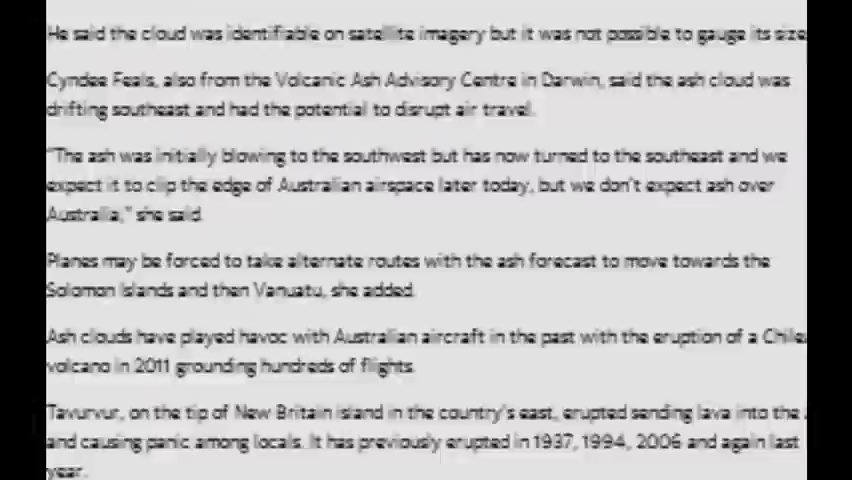 He said the cloud was identifiable on satellite imagery but it was not possible to gauge its size
Cyndee Feals, also from the Volcanic Ash Advisory Centre in Darwin, said the ash cloud was
drifting southeast and had the potential to disrupt air travel.
"The ash was initially blowing to the southwest but has now turned to the southeast and we
expect it to clip the edge of Australian airspace later today, but we don't expect ash over
Australia," she said.
Planes may be forced to take alternate routes with the ash forecast to move towards the
Solomon Islands and then Vanuatu, she added.
Ash clouds have played havoc with Australian aircraft in the past with the eruption of a Chile
volcano in 2011 grounding hundreds of flights.
Tavurvur, on the tip of New Britain island in the country's east, erupted sending lava into the
and causing panic among locals. It has previously erupted in 1937, 1994, 2006 and again last
year.